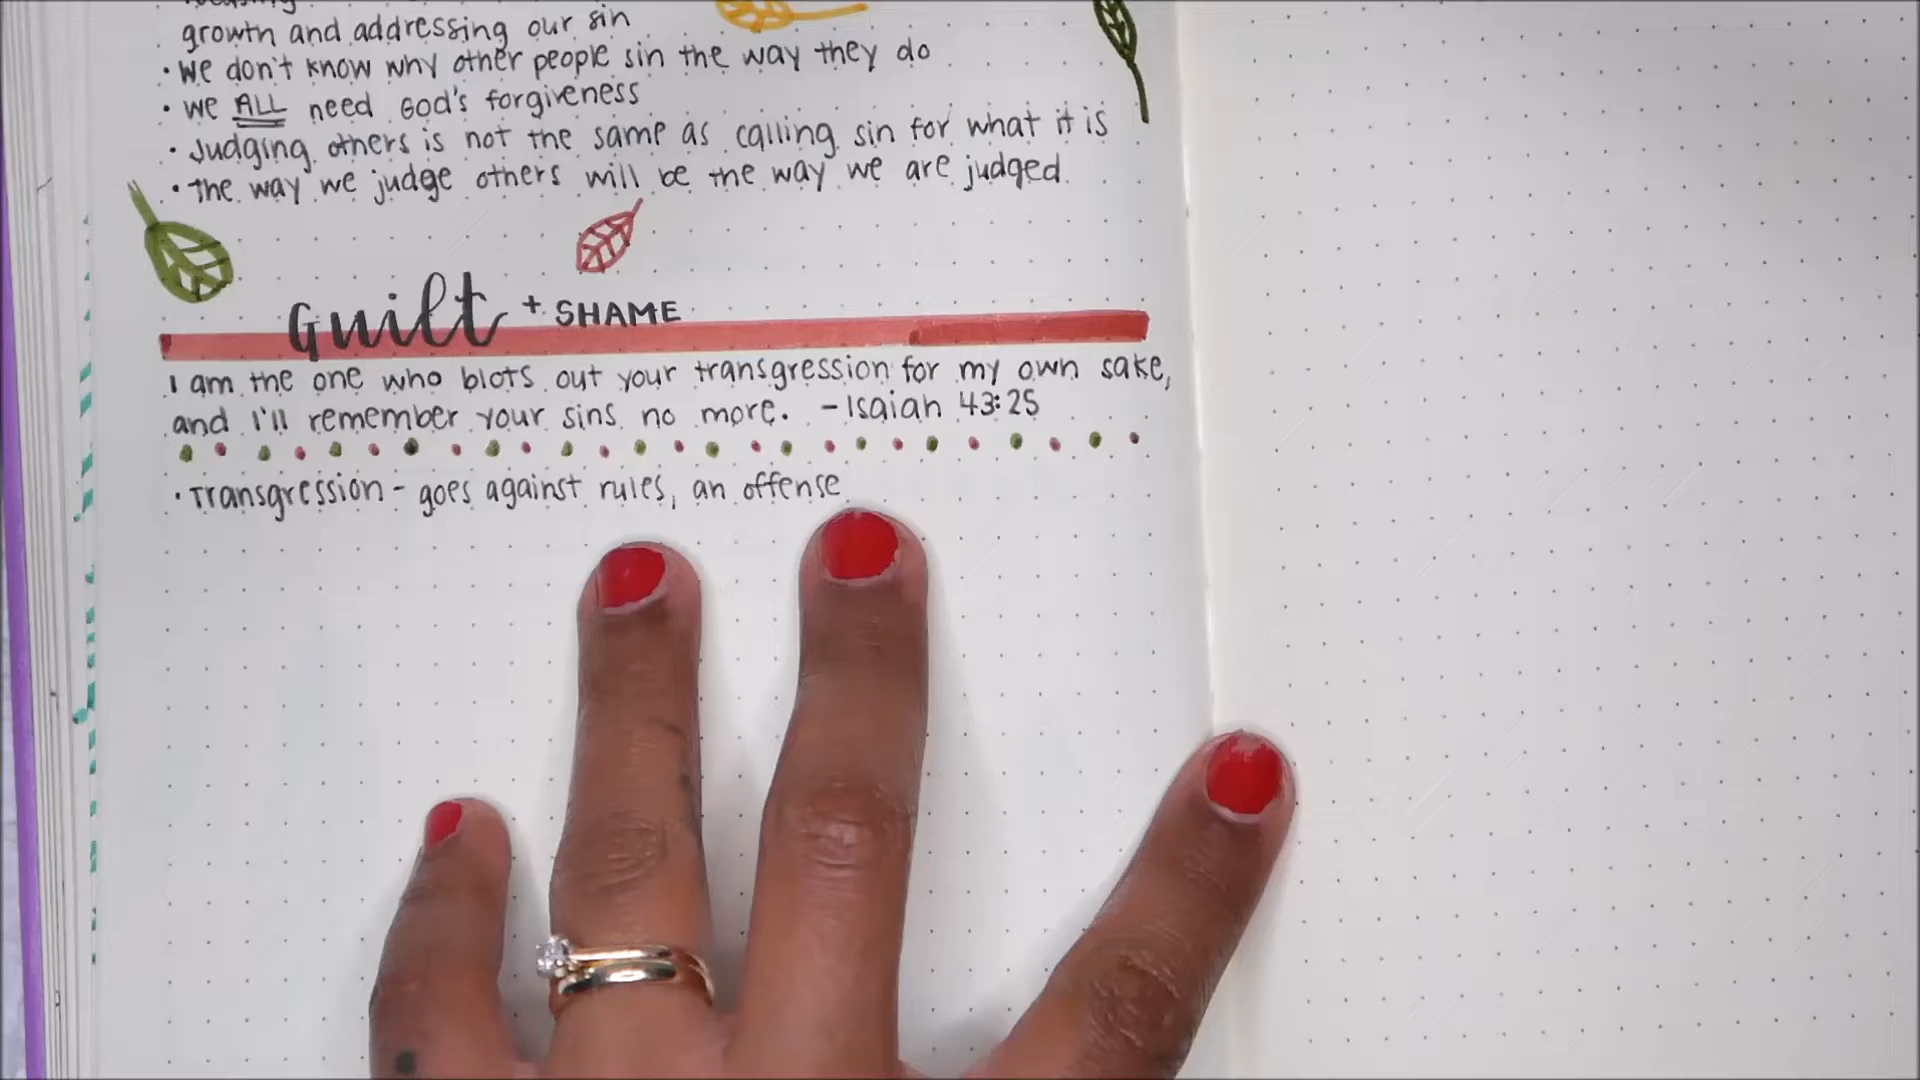 growth and addressing our sin
• we don't know why other people sin the way they do
• we ALL need God's forgiveness
• Judging others is not the same as calling sin for what it is
• the way we judge others will be the way we are judged
Guilt + SHAME
I am the one who blots out your transgression for my own sake,
and I'll remember your sins no more. - Isaiah 43:25
• Transgression - goes against rules, an offense